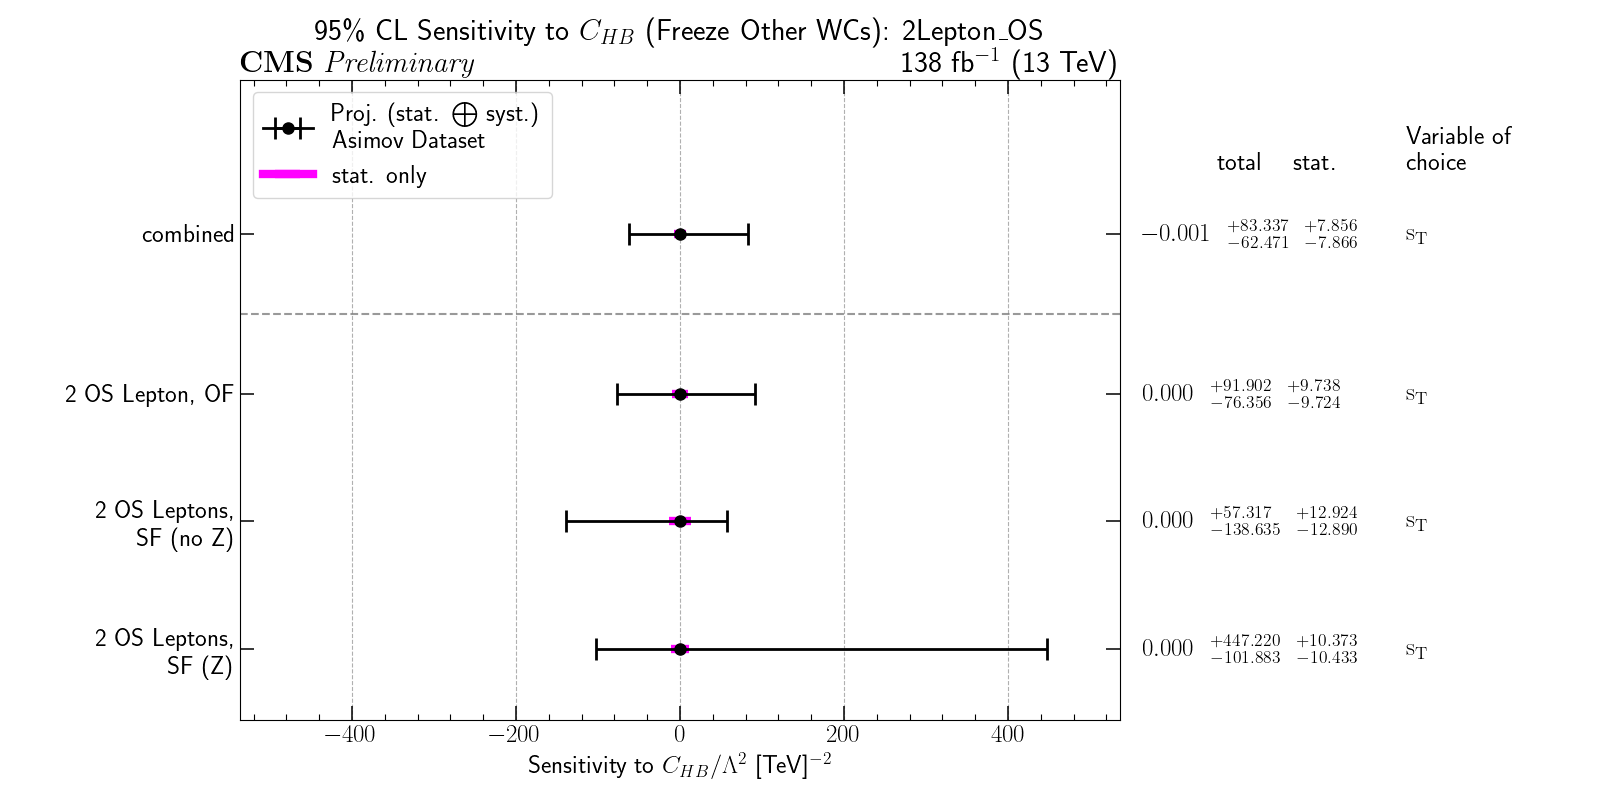 95% CL Sensitivity to C_{HB} (Freeze Other WCs): 2Lepton_OS
CMS Preliminary 138 fb^{−1} (13 TeV)
Proj. (stat. ⨁ syst.)
Asimov Dataset
stat. only
Variable of
choice
total stat.
combined −0.001 +83.337 −62.471 +7.856 −7.866 s_T
2 OS Lepton, OF 0.000 +91.902 −76.356 +9.738 −9.724 s_T
2 OS Leptons,
SF (no Z) 0.000 +57.317 −138.635 +12.924 −12.890 s_T
2 OS Leptons,
SF (Z) 0.000 +447.220 −101.883 +10.373 −10.433 s_T
−400 −200 0 200 400
Sensitivity to C_{HB}/Λ^2 [TeV]^{−2}